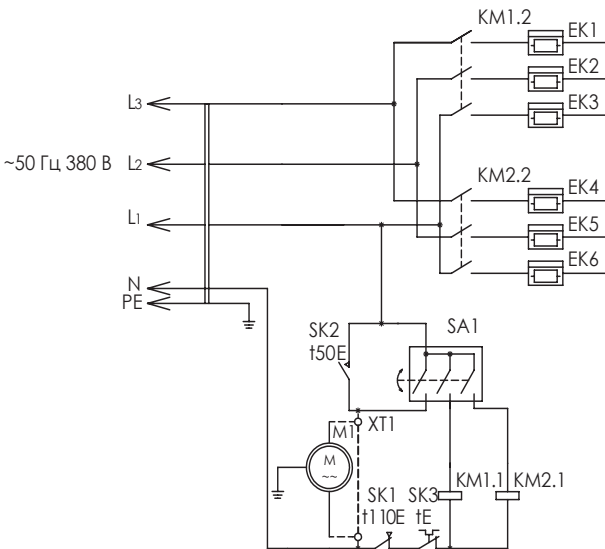 KM1.2
EK1
EK2
EK3
L3
~50 Гц 380 В
L2
KM2.2
EK4
L1
EK5
EK6
N
PE
SK2
t50E
SA1
M1
XT1
M
~~
SK1
t110E
SK3
tE
KM1.1
KM2.1